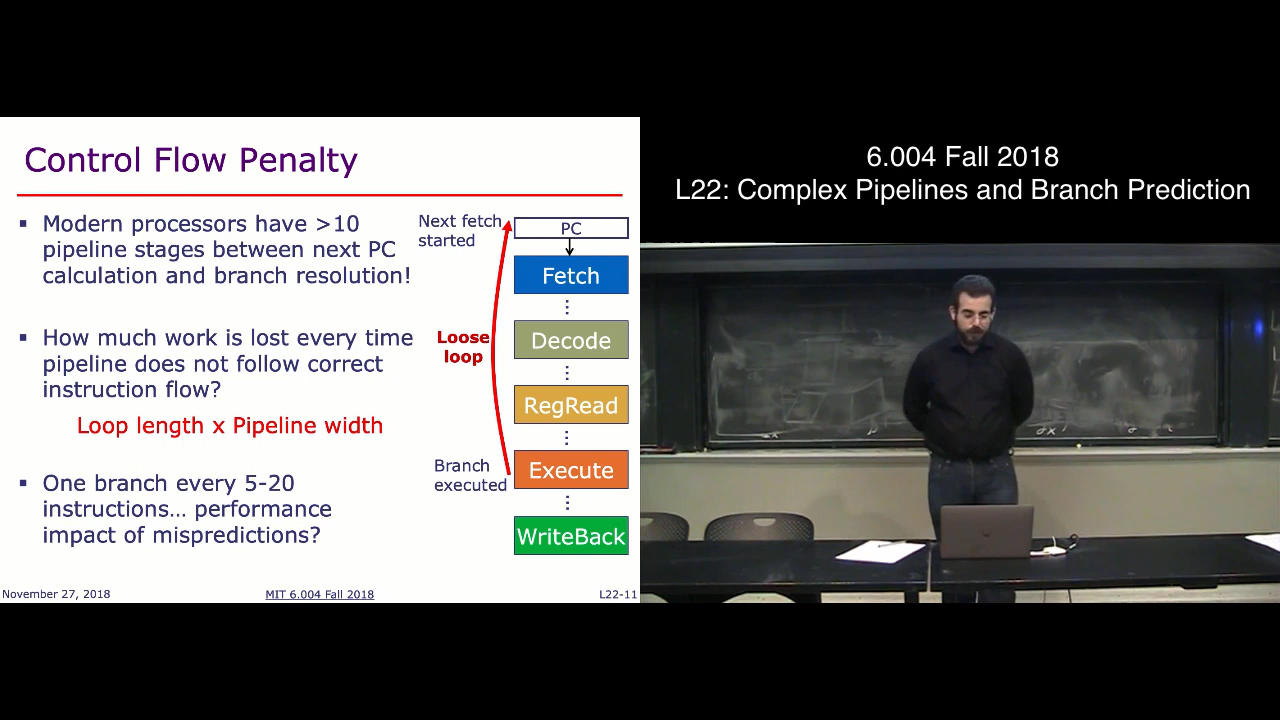 Control Flow Penalty
▪ Modern processors have >10
pipeline stages between next PC
calculation and branch resolution!
▪ How much work is lost every time
pipeline does not follow correct
instruction flow?
Loop length x Pipeline width
▪ One branch every 5-20
instructions… performance
impact of mispredictions?
Next fetch
started
PC
Fetch
Decode
Loose
loop
RegRead
Branch
executed
Execute
WriteBack
November 27, 2018
MIT 6.004 Fall 2018
L22-11
6.004 Fall 2018
L22: Complex Pipelines and Branch Prediction